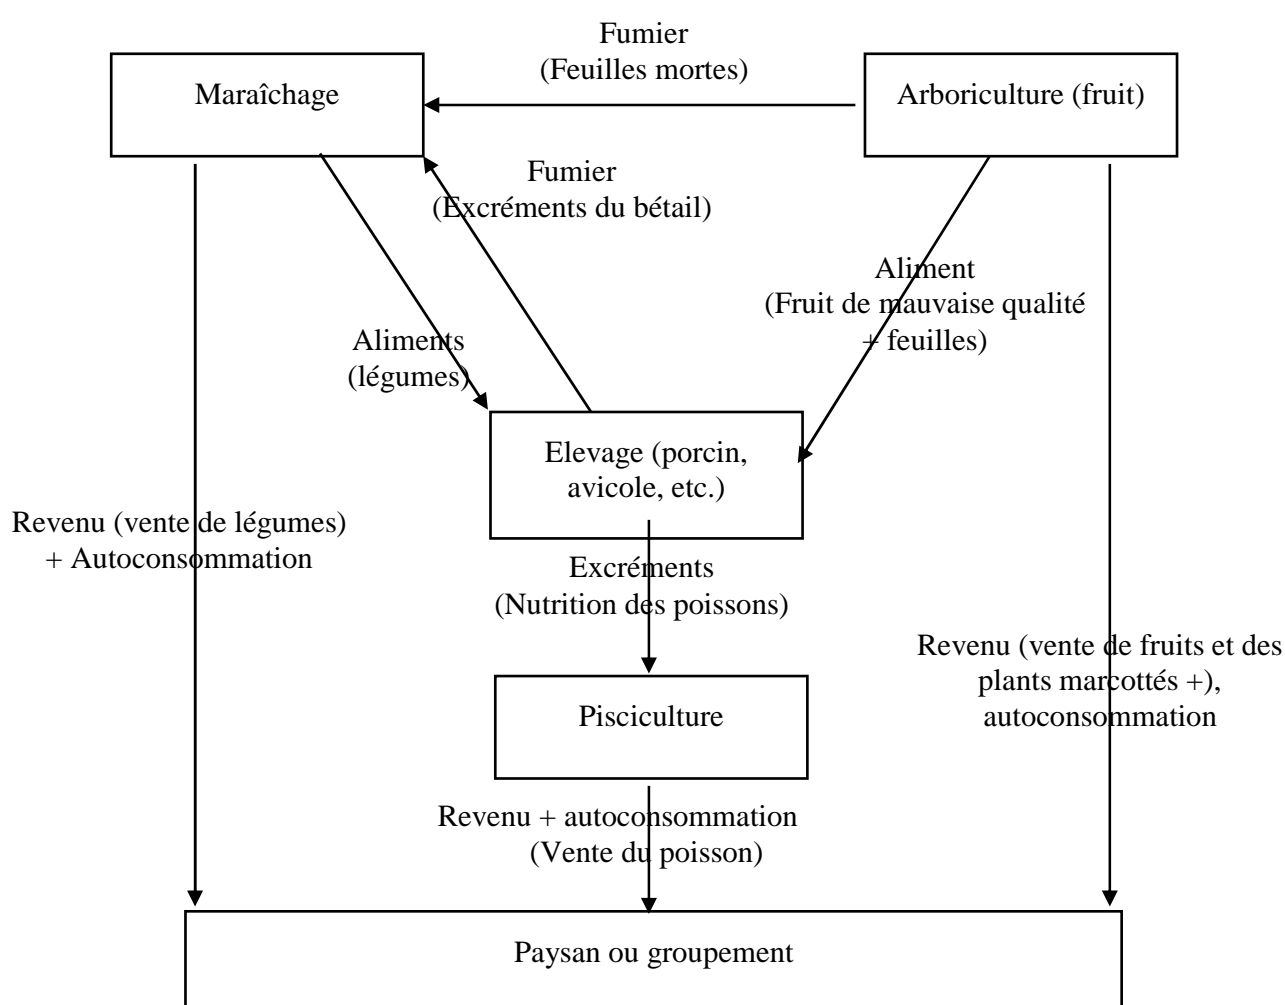 Fumier
(Feuilles mortes)
Maraîchage
Arboriculture (fruit)
Fumier
(Excréments du bétail)
Aliment
(Fruit de mauvaise qualité
+ feuilles)
Aliments
(légumes)
Elevage (porcin,
avicole, etc.)
Revenu (vente de légumes)
+ Autoconsommation
Excréments
(Nutrition des poissons)
Revenu (vente de fruits et des
plants marcottés +),
autoconsommation
Pisciculture
Revenu + autoconsommation
(Vente du poisson)
Paysan ou groupement